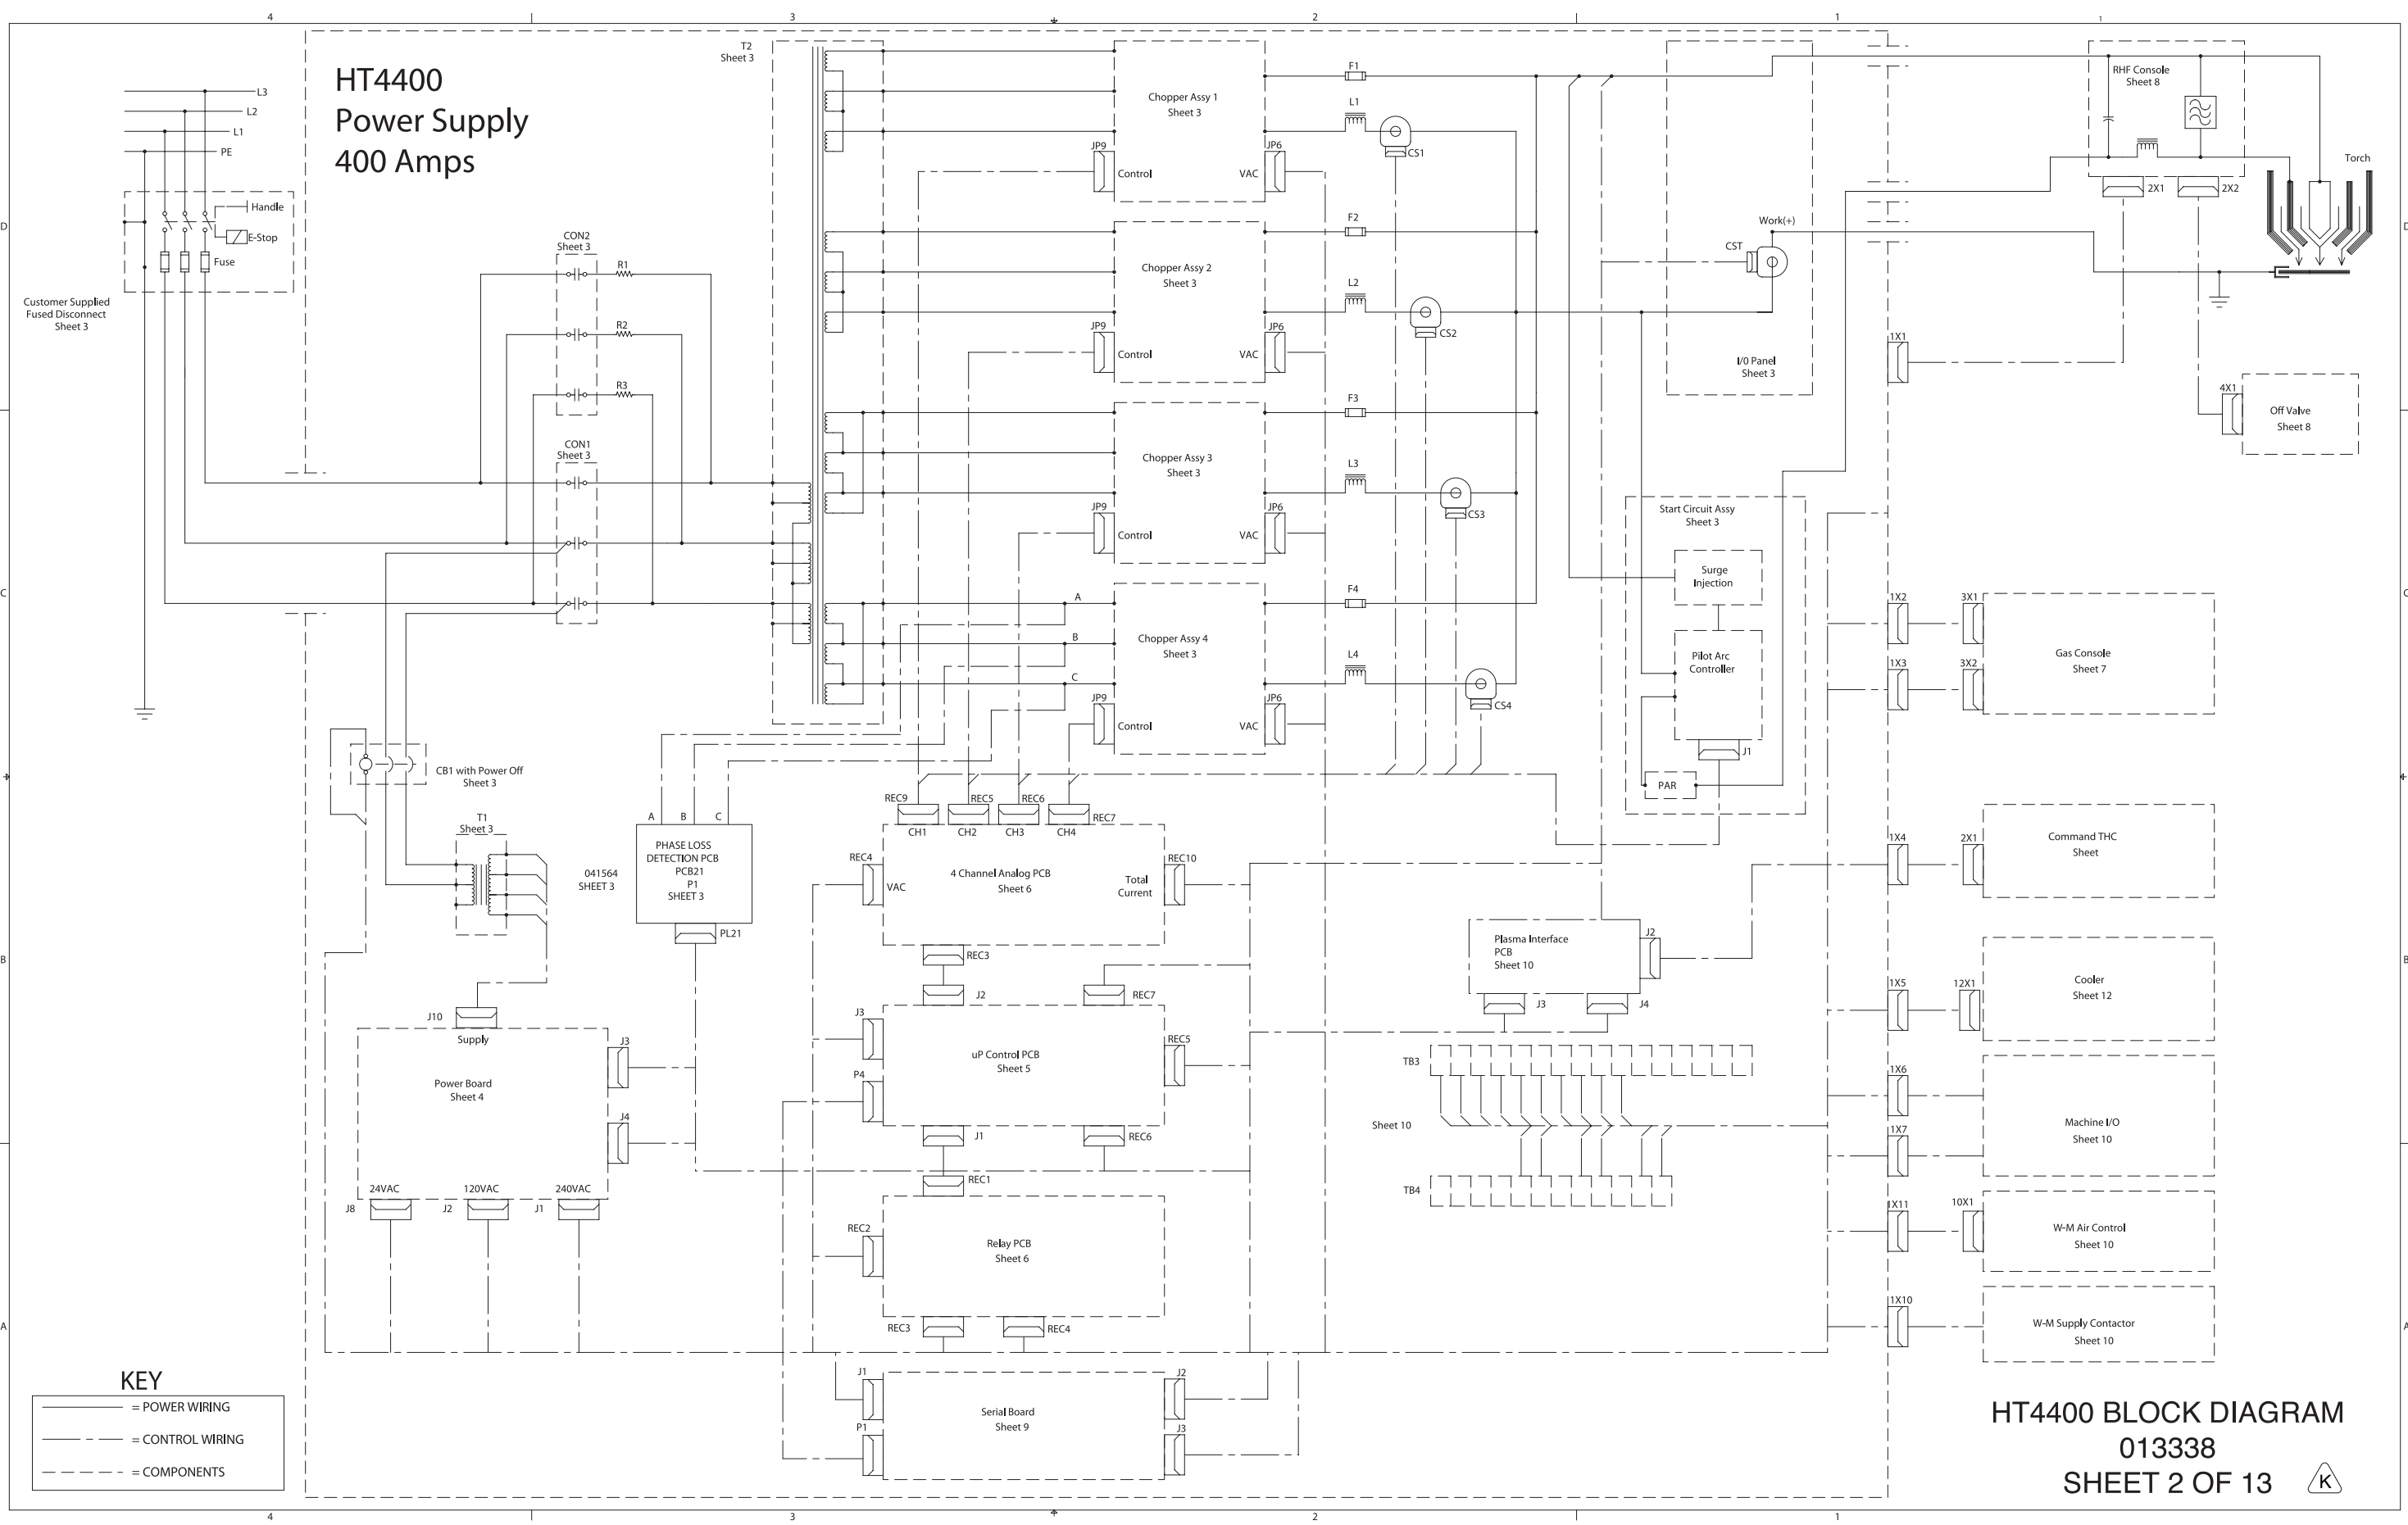 4
3
2
1
1
HT4400
Power Supply
400 Amps
T2
Sheet 3
L3
L2
L1
PE
Handle
E-Stop
Fuse
Customer Supplied
Fused Disconnect
Sheet 3
CON2
Sheet 3
R1
R2
R3
CON1
Sheet 3
Chopper Assy 1
Sheet 3
JP9
Control
VAC
JP6
F1
L1
CS1
Chopper Assy 2
Sheet 3
JP9
Control
VAC
JP6
F2
L2
CS2
Chopper Assy 3
Sheet 3
JP9
Control
VAC
JP6
F3
L3
CS3
Chopper Assy 4
Sheet 3
A
B
C
JP9
Control
VAC
JP6
F4
L4
CS4
Work(+)
CST
I/0 Panel
Sheet 3
RHF Console
Sheet 8
2X1
2X2
Torch
1X1
4X1
Off Valve
Sheet 8
Start Circuit Assy
Sheet 3
Surge
Injection
Pilot Arc
Controller
J1
PAR
1X2
3X1
1X3
3X2
Gas Console
Sheet 7
CB1 with Power Off
Sheet 3
T1
Sheet 3
A
B
C
PHASE LOSS
DETECTION PCB
PCB21
P1
SHEET 3
041564
SHEET 3
PL21
REC9
REC5
REC6
REC7
CH1
CH2
CH3
CH4
REC4
VAC
4 Channel Analog PCB
Sheet 6
Total
Current
REC10
REC3
J2
REC7
J3
P4
uP Control PCB
Sheet 5
REC5
J1
REC6
REC1
REC2
Relay PCB
Sheet 6
REC3
REC4
J1
P1
Serial Board
Sheet 9
J2
J3
J10
Supply
Power Board
Sheet 4
J3
J4
24VAC
120VAC
240VAC
J8
J2
J1
Plasma Interface
PCB
Sheet 10
J2
J3
J4
TB3
Sheet 10
TB4
1X4
2X1
Command THC
Sheet
1X5
12X1
Cooler
Sheet 12
1X6
1X7
Machine I/O
Sheet 10
1X11
10X1
W-M Air Control
Sheet 10
1X10
W-M Supply Contactor
Sheet 10
KEY
= POWER WIRING
= CONTROL WIRING
= COMPONENTS
HT4400 BLOCK DIAGRAM
013338
SHEET 2 OF 13
K
D
C
B
A
D
C
B
A
4
3
2
1